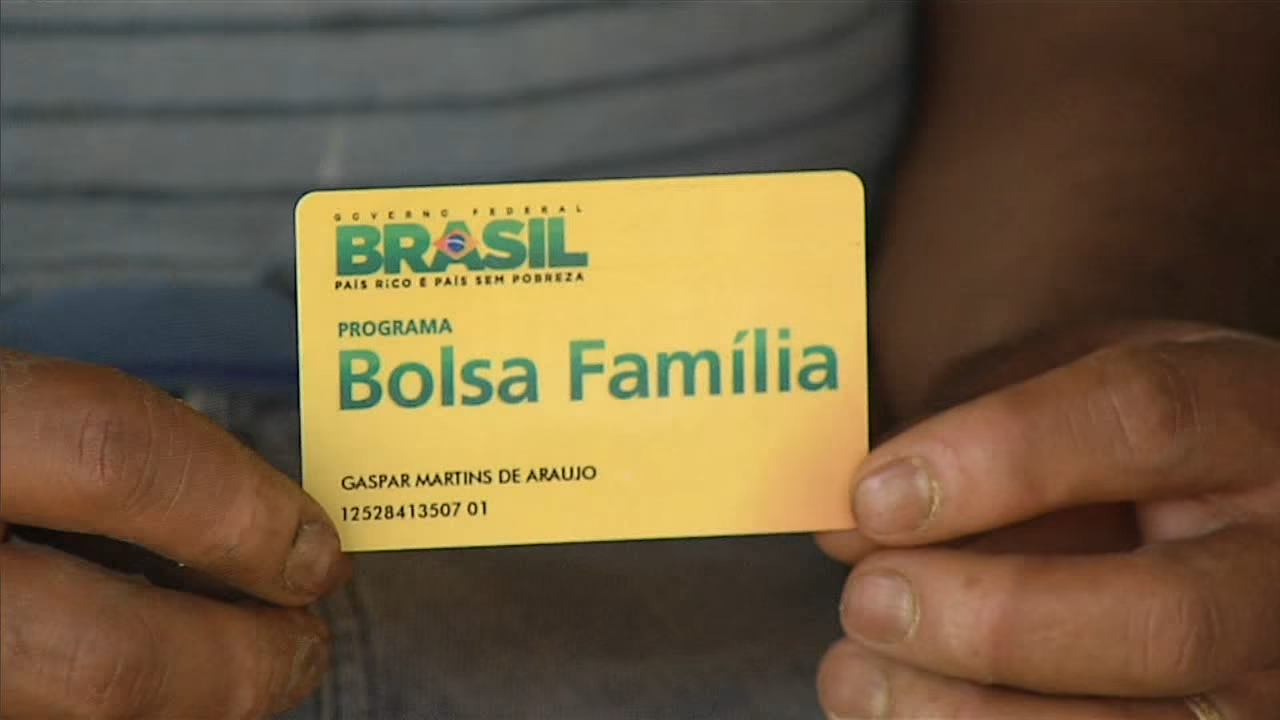 GOVERNO FEDERAL
BRASIL
PAÍS RICO É PAÍS SEM POBREZA
PROGRAMA
Bolsa Família
GASPAR MARTINS DE ARAUJO
12528413507 01